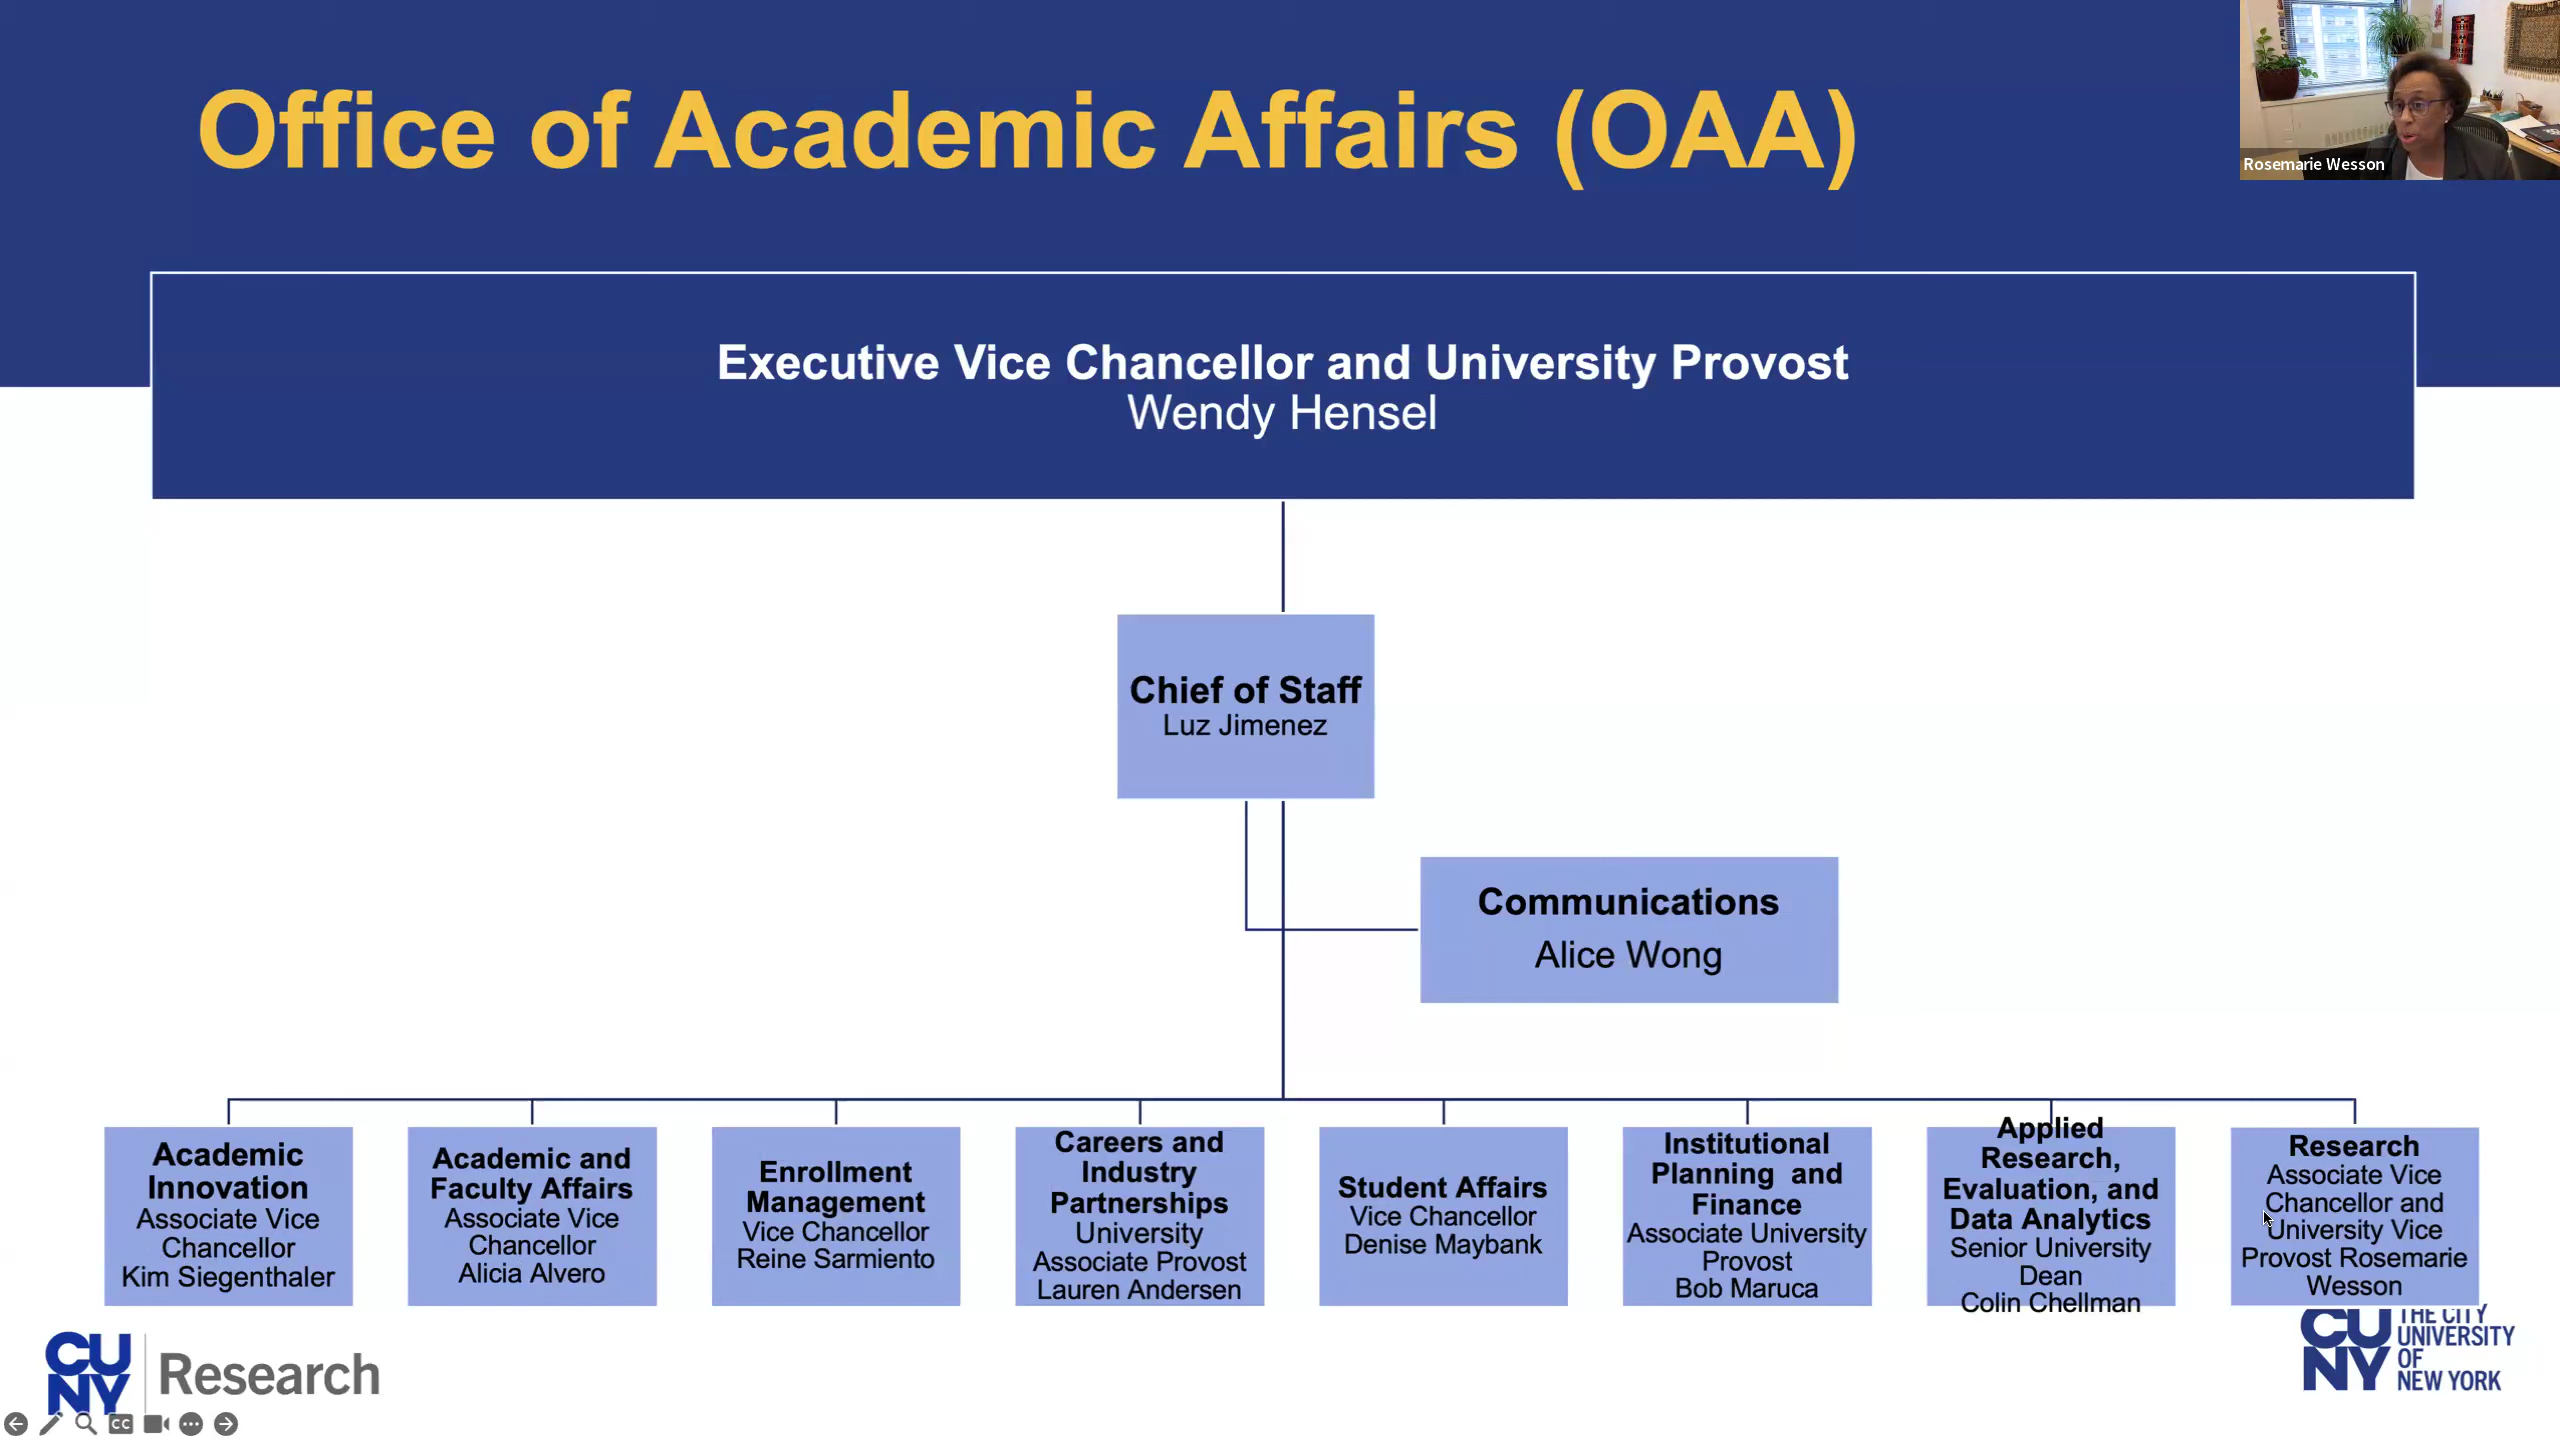 Office of Academic Affairs (OAA)
Rosemarie Wesson
Executive Vice Chancellor and University Provost
Wendy Hensel
Chief of Staff
Luz Jimenez
Communications
Alice Wong
Academic
Innovation
Associate Vice
Chancellor
Kim Siegenthaler
Academic and
Faculty Affairs
Associate Vice
Chancellor
Alicia Alvero
Enrollment
Management
Vice Chancellor
Reine Sarmiento
Careers and
Industry
Partnerships
University
Associate Provost
Lauren Andersen
Student Affairs
Vice Chancellor
Denise Maybank
Institutional
Planning and
Finance
Associate University
Provost
Bob Maruca
Applied
Research,
Evaluation, and
Data Analytics
Senior University
Dean
Colin Chellman
Research
Associate Vice
Chancellor and
University Vice
Provost Rosemarie
Wesson
CU
NY
Research
CU
NY
THE CITY
UNIVERSITY
OF
NEW YORK
CC